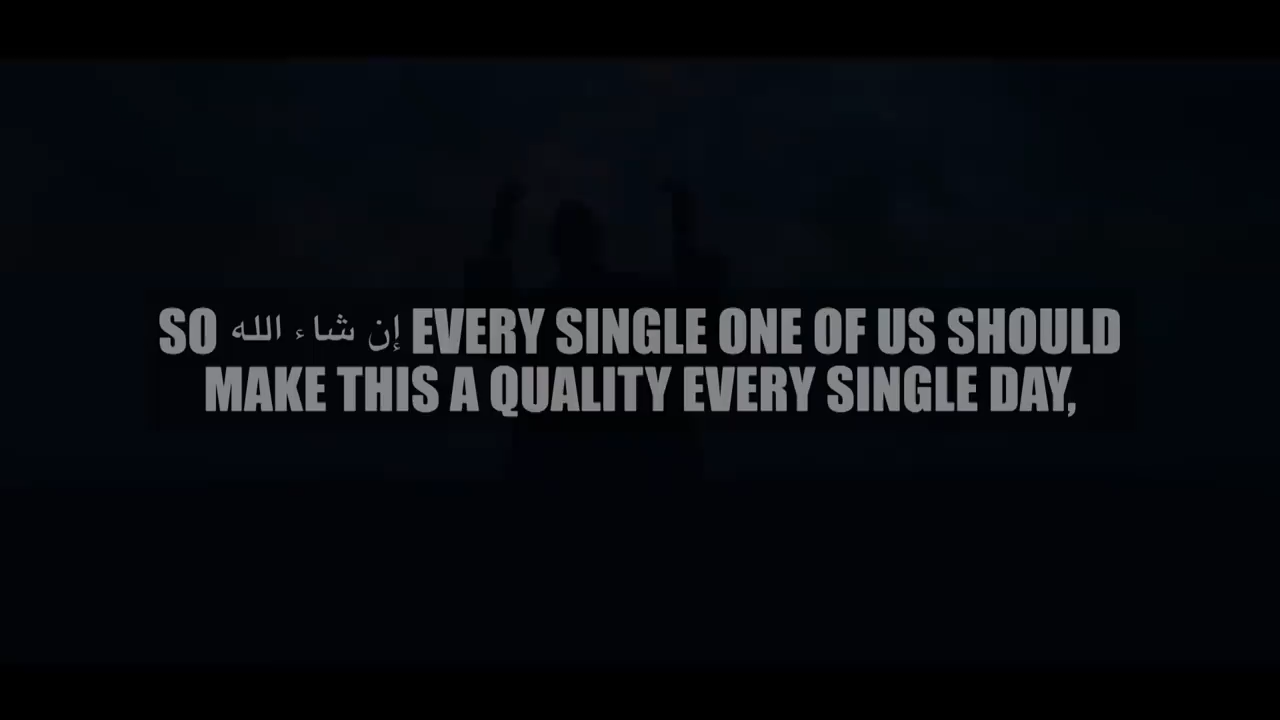 SO إن شاء الله EVERY SINGLE ONE OF US SHOULD
MAKE THIS A QUALITY EVERY SINGLE DAY,